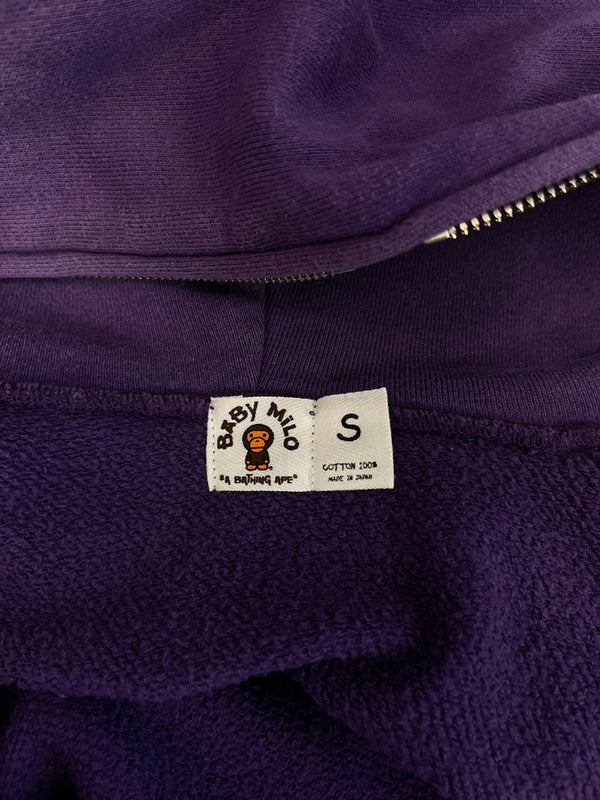 BABY MILO
"A BATHING APE"
S
COTTON 100%
MADE IN JAPAN